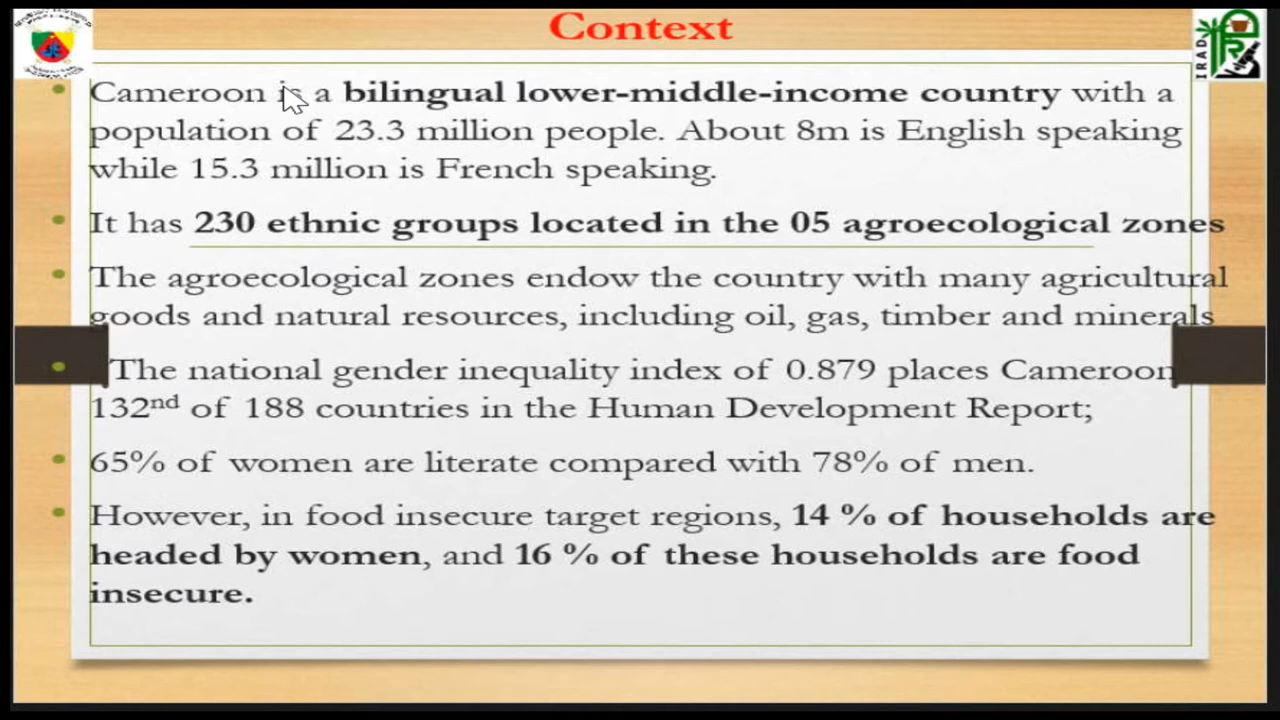 Context
IRAD
Cameroon is a bilingual lower-middle-income country with a
population of 23.3 million people. About 8m is English speaking
while 15.3 million is French speaking.
It has 230 ethnic groups located in the 05 agroecological zones
The agroecological zones endow the country with many agricultural
goods and natural resources, including oil, gas, timber and minerals
The national gender inequality index of 0.879 places Cameroon
132nd of 188 countries in the Human Development Report;
65% of women are literate compared with 78% of men.
However, in food insecure target regions, 14 % of households are
headed by women, and 16 % of these households are food
insecure.